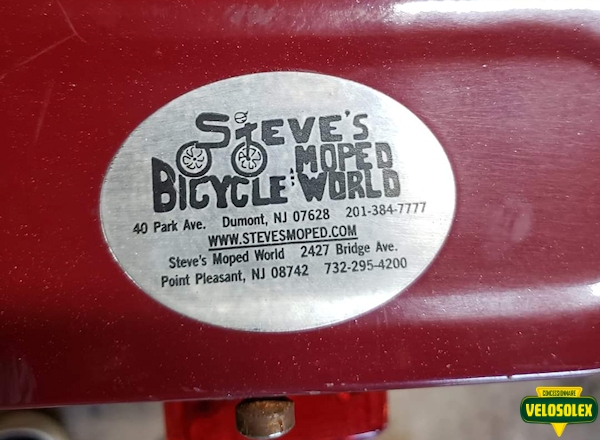 STEVE'S
BICYCLE AND MOPED WORLD
40 Park Ave. Dumont, NJ 07628 201-384-7777
WWW.STEVESMOPED.COM
Steve's Moped World 2427 Bridge Ave.
Point Pleasant, NJ 08742 732-295-4200
CONCESSIONNAIRE
VELOSOLEX